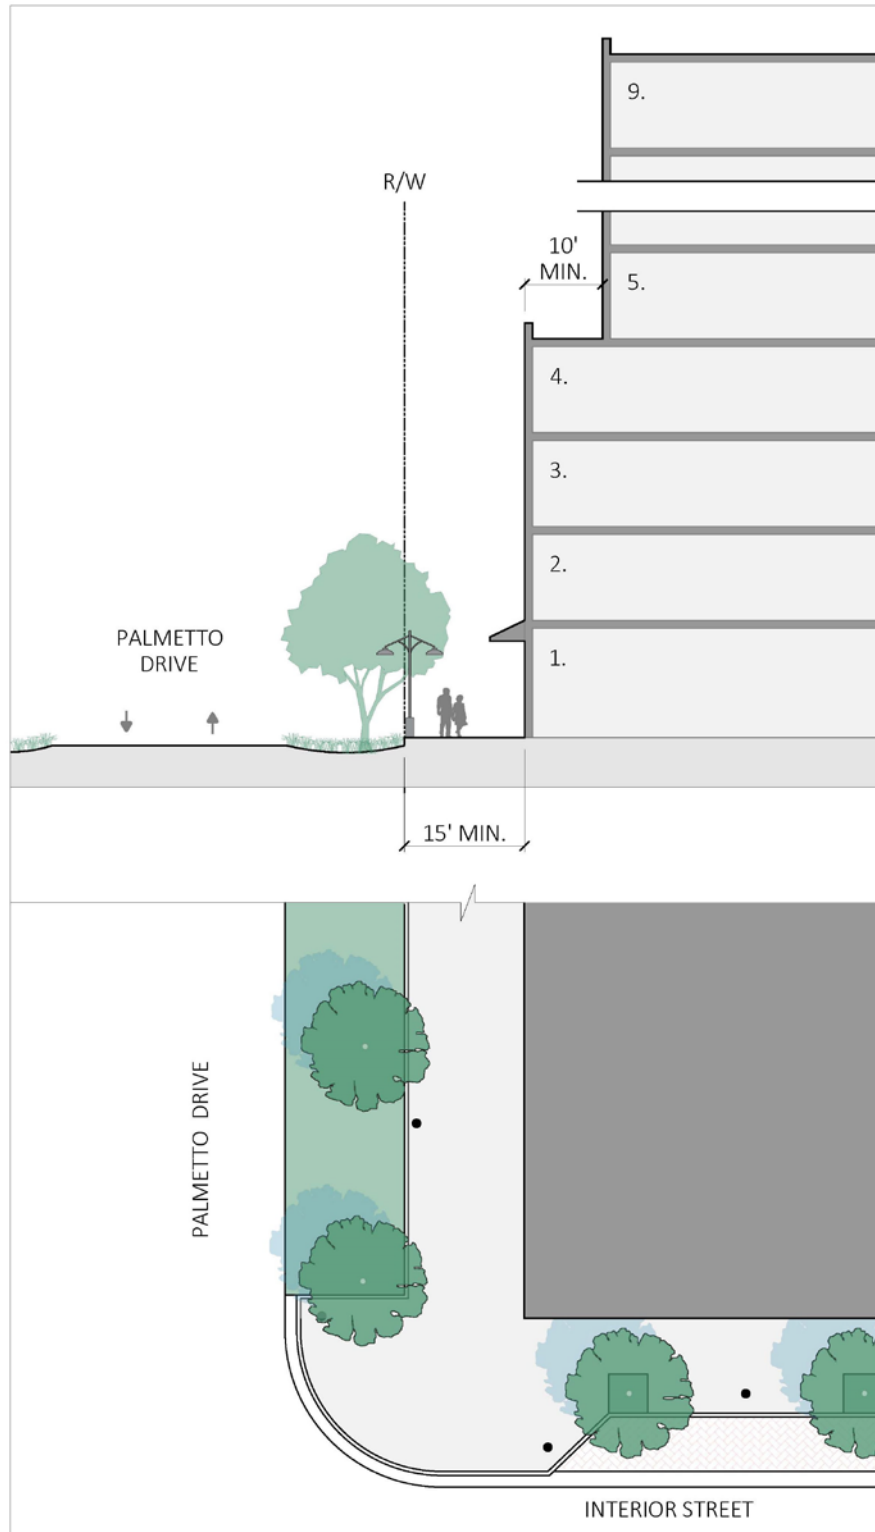 9.
R/W
10'
MIN.
5.
4.
3.
2.
PALMETTO
DRIVE
1.
15' MIN.
PALMETTO DRIVE
INTERIOR STREET